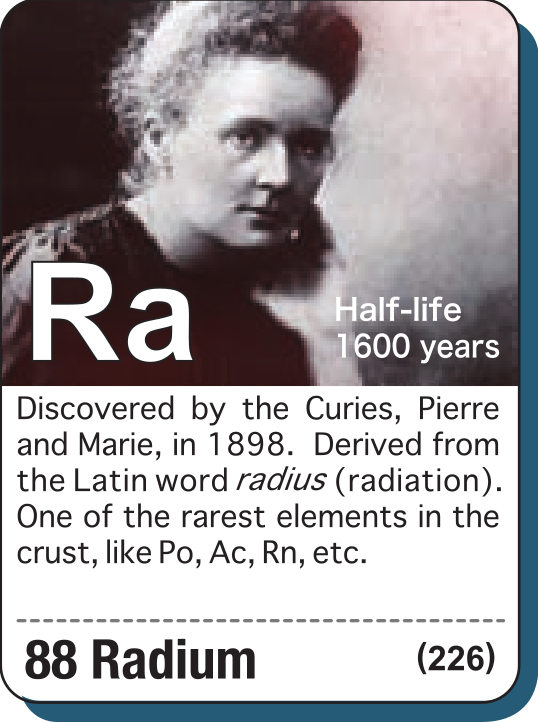 Ra
Half-life
1600 years
Discovered by the Curies, Pierre
and Marie, in 1898. Derived from
the Latin word radius (radiation).
One of the rarest elements in the
crust, like Po, Ac, Rn, etc.
88 Radium
(226)